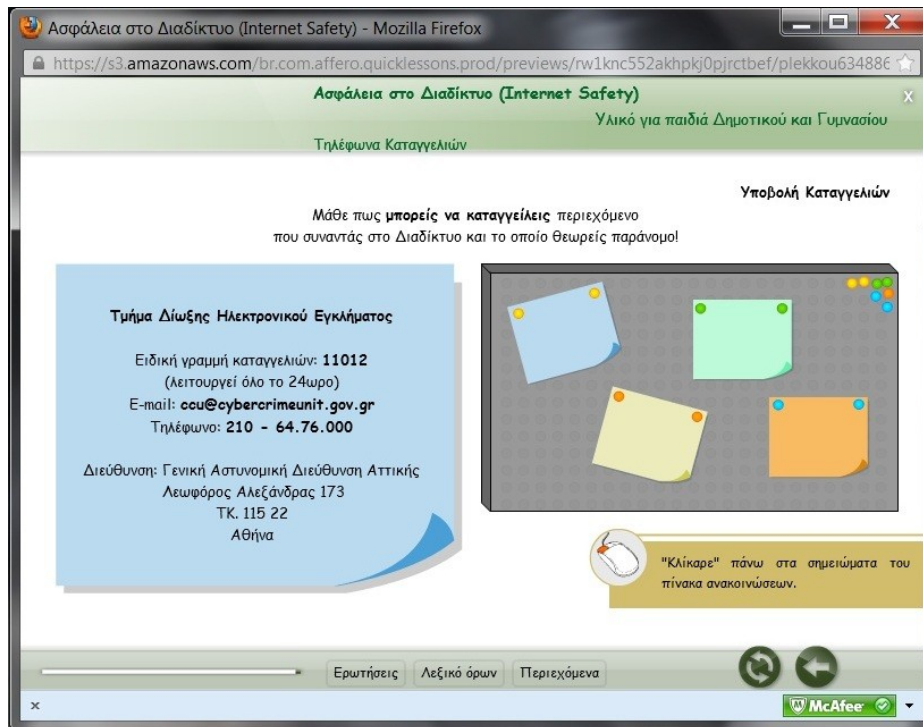 Ασφάλεια στο Διαδίκτυο (Internet Safety) - Mozilla Firefox
https://s3.amazonaws.com/br.com.affero.quicklessons.prod/previews/rw1knc552akhpkj0pjrctbef/plekkou634886
Ασφάλεια στο Διαδίκτυο (Internet Safety)
Υλικό για παιδιά Δημοτικού και Γυμνασίου
Τηλέφωνα Καταγγελιών
Υποβολή Καταγγελιών
Μάθε πως μπορείς να καταγγείλεις περιεχόμενο
που συναντάς στο Διαδίκτυο και το οποίο θεωρείς παράνομο!
Τμήμα Δίωξης Ηλεκτρονικού Εγκλήματος
Ειδική γραμμή καταγγελιών: 11012
(λειτουργεί όλο το 24ωρο)
E-mail: ccu@cybercrimeunit.gov.gr
Τηλέφωνο: 210 - 64.76.000
Διεύθυνση: Γενική Αστυνομική Διεύθυνση Αττικής
Λεωφόρος Αλεξάνδρας 173
ΤΚ. 115 22
Αθήνα
"Κλίκαρε" πάνω στα σημειώματα του
πίνακα ανακοινώσεων.
Ερωτήσεις Λεξικό όρων Περιεχόμενα
McAfee